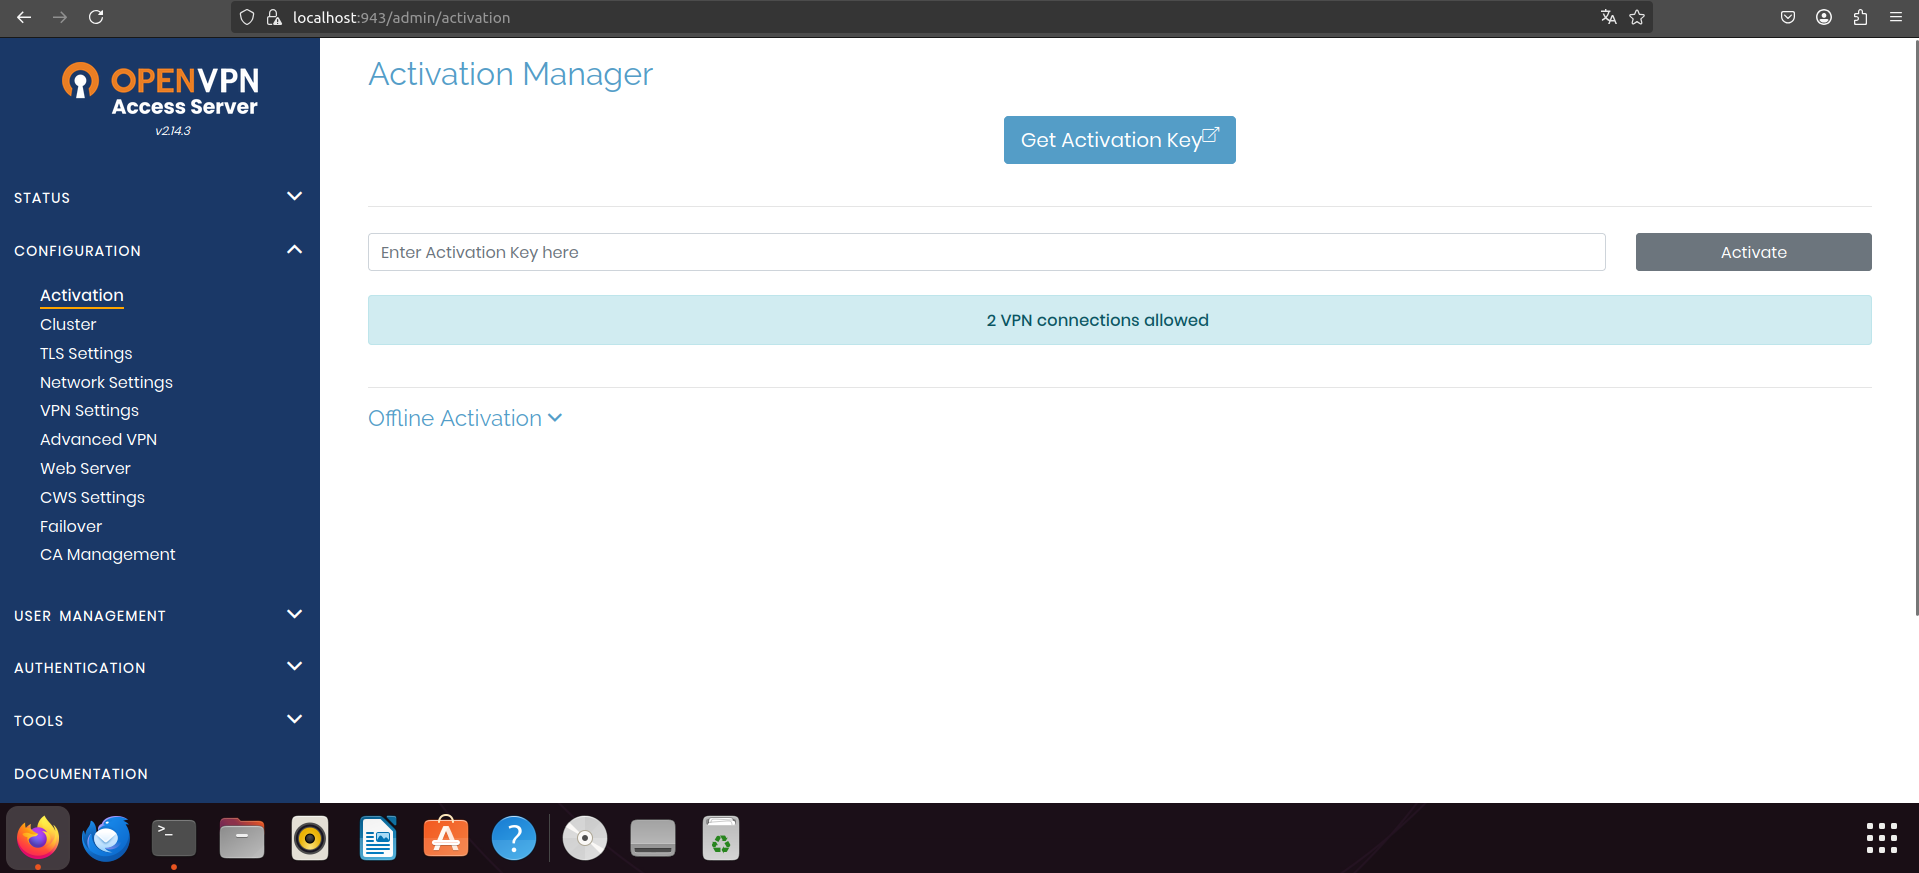 localhost:943/admin/activation
OPENVPN
Access Server
v2.14.3
STATUS
CONFIGURATION
Activation
Cluster
TLS Settings
Network Settings
VPN Settings
Advanced VPN
Web Server
CWS Settings
Failover
CA Management
USER MANAGEMENT
AUTHENTICATION
TOOLS
DOCUMENTATION
Activation Manager
Get Activation Key
Enter Activation Key here
Activate
2 VPN connections allowed
Offline Activation